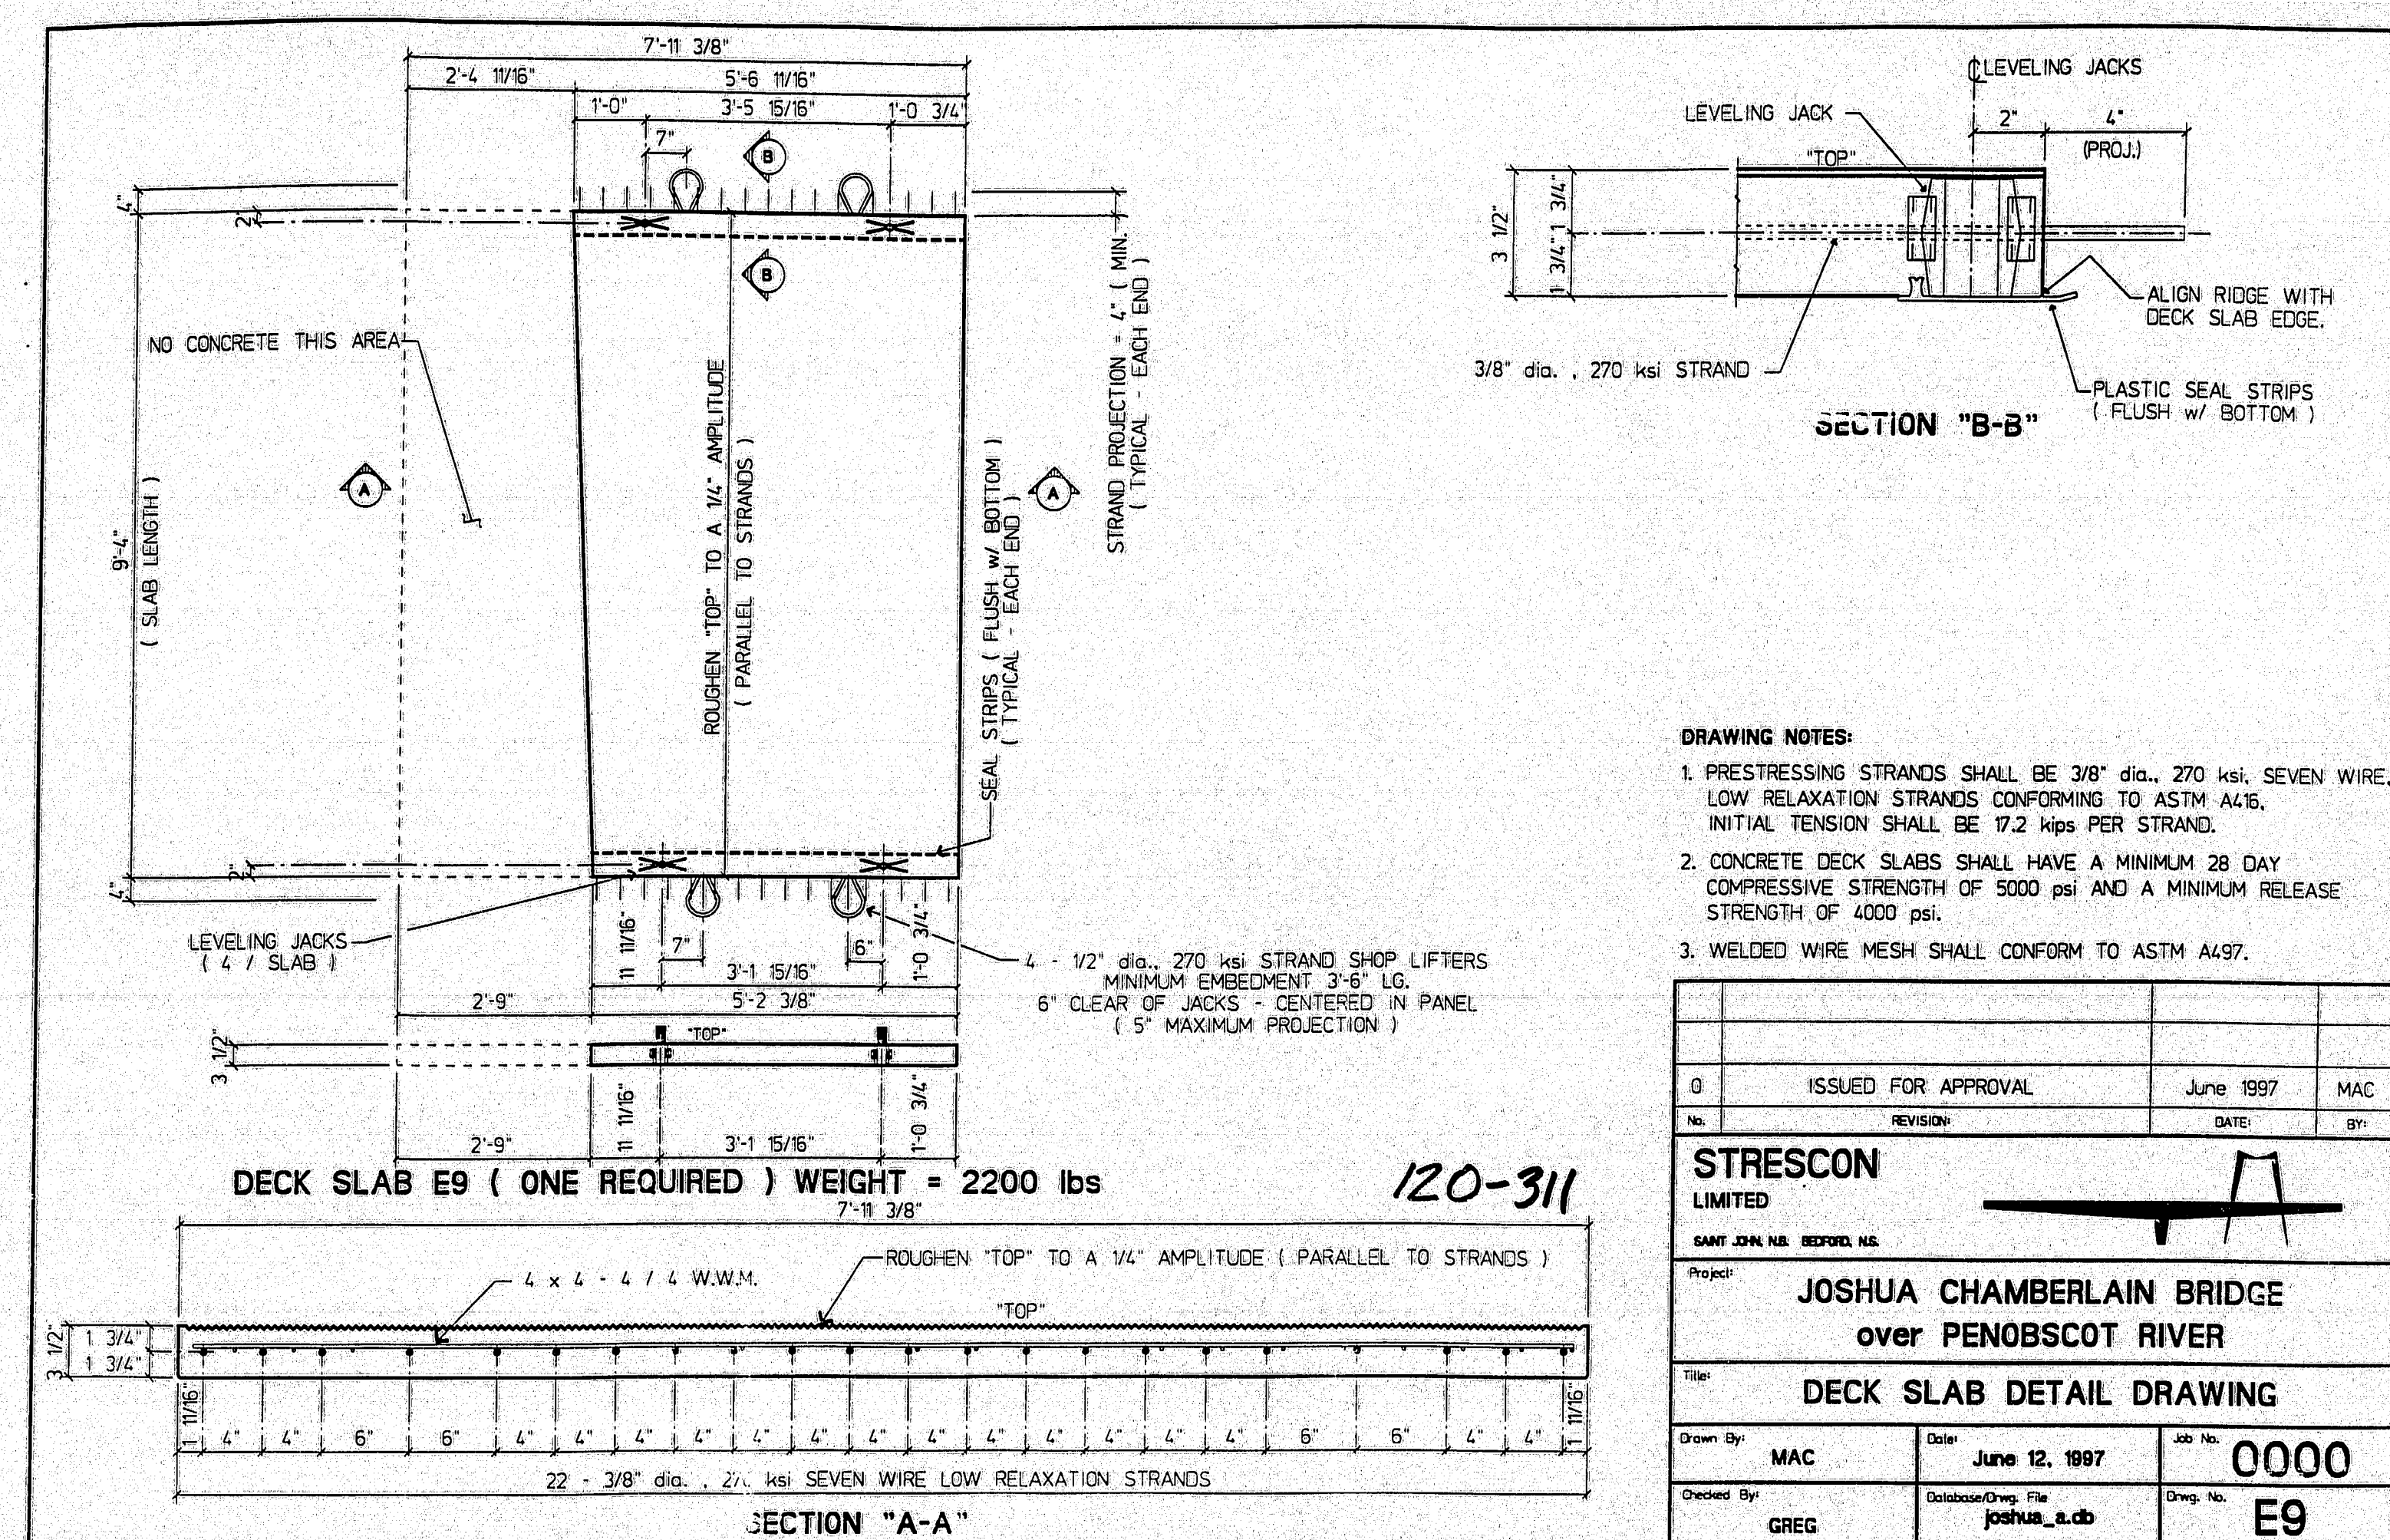 7'-11 3/8"
2'-4 11/16"
5'-6 11/16"
1'-0"
3'-5 15/16"
1'-0 3/4"
7"
B
B
4"
2"
NO CONCRETE THIS AREA
9'-4"
( SLAB LENGTH )
A
ROUGHEN "TOP" TO A 1/4" AMPLITUDE
( PARALLEL TO STRANDS )
SEAL STRIPS ( FLUSH w/ BOTTOM )
( TYPICAL - EACH END )
A
STRAND PROJECTION = 4" ( MIN. )
( TYPICAL - EACH END )
2"
4"
LEVELING JACKS
( 4 / SLAB )
11 11/16"
7"
6"
1'-0 3/4"
3'-1 15/16"
2'-9"
5'-2 3/8"
4 - 1/2" dia., 270 ksi STRAND SHOP LIFTERS
MINIMUM EMBEDMENT 3'-6" LG.
6" CLEAR OF JACKS - CENTERED IN PANEL
( 5" MAXIMUM PROJECTION )
"TOP"
3 1/2"
11 11/16"
1'-0 3/4"
2'-9"
3'-1 15/16"
DECK SLAB E9 ( ONE REQUIRED ) WEIGHT = 2200 lbs
120-311
7'-11 3/8"
ROUGHEN "TOP" TO A 1/4" AMPLITUDE ( PARALLEL TO STRANDS )
4 x 4 - 4 / 4 W.W.M.
"TOP"
3 1/2"
1 3/4"
1 3/4"
1 11/16"
4" 4" 6" 6" 4" 4" 4" 4" 4" 4" 4" 4" 4" 4" 4" 4" 4" 6" 6" 4" 4"
1 11/16"
22 - 3/8" dia. , ksi SEVEN WIRE LOW RELAXATION STRANDS
SECTION "A-A"
LEVELING JACKS
LEVELING JACK
2"
4"
(PROJ.)
"TOP"
3 1/2"
1 3/4"
1 3/4"
ALIGN RIDGE WITH
DECK SLAB EDGE.
3/8" dia. , 270 ksi STRAND
PLASTIC SEAL STRIPS
( FLUSH w/ BOTTOM )
SECTION "B-B"
DRAWING NOTES:
1. PRESTRESSING STRANDS SHALL BE 3/8" dia., 270 ksi, SEVEN WIRE,
LOW RELAXATION STRANDS CONFORMING TO ASTM A416.
INITIAL TENSION SHALL BE 17.2 kips PER STRAND.
2. CONCRETE DECK SLABS SHALL HAVE A MINIMUM 28 DAY
COMPRESSIVE STRENGTH OF 5000 psi AND A MINIMUM RELEASE
STRENGTH OF 4000 psi.
3. WELDED WIRE MESH SHALL CONFORM TO ASTM A497.
0 ISSUED FOR APPROVAL June 1997 MAC
No. REVISION: DATE: BY:
STRESCON
LIMITED
SAINT JOHN, N.B. BEDFORD, N.S.
Project:
JOSHUA CHAMBERLAIN BRIDGE
over PENOBSCOT RIVER
Title:
DECK SLAB DETAIL DRAWING
Drawn By: MAC
Date: June 12, 1997
Job No. 0000
Checked By: GREG
Database/Drwg. File joshua_a.db
Drwg. No. E9